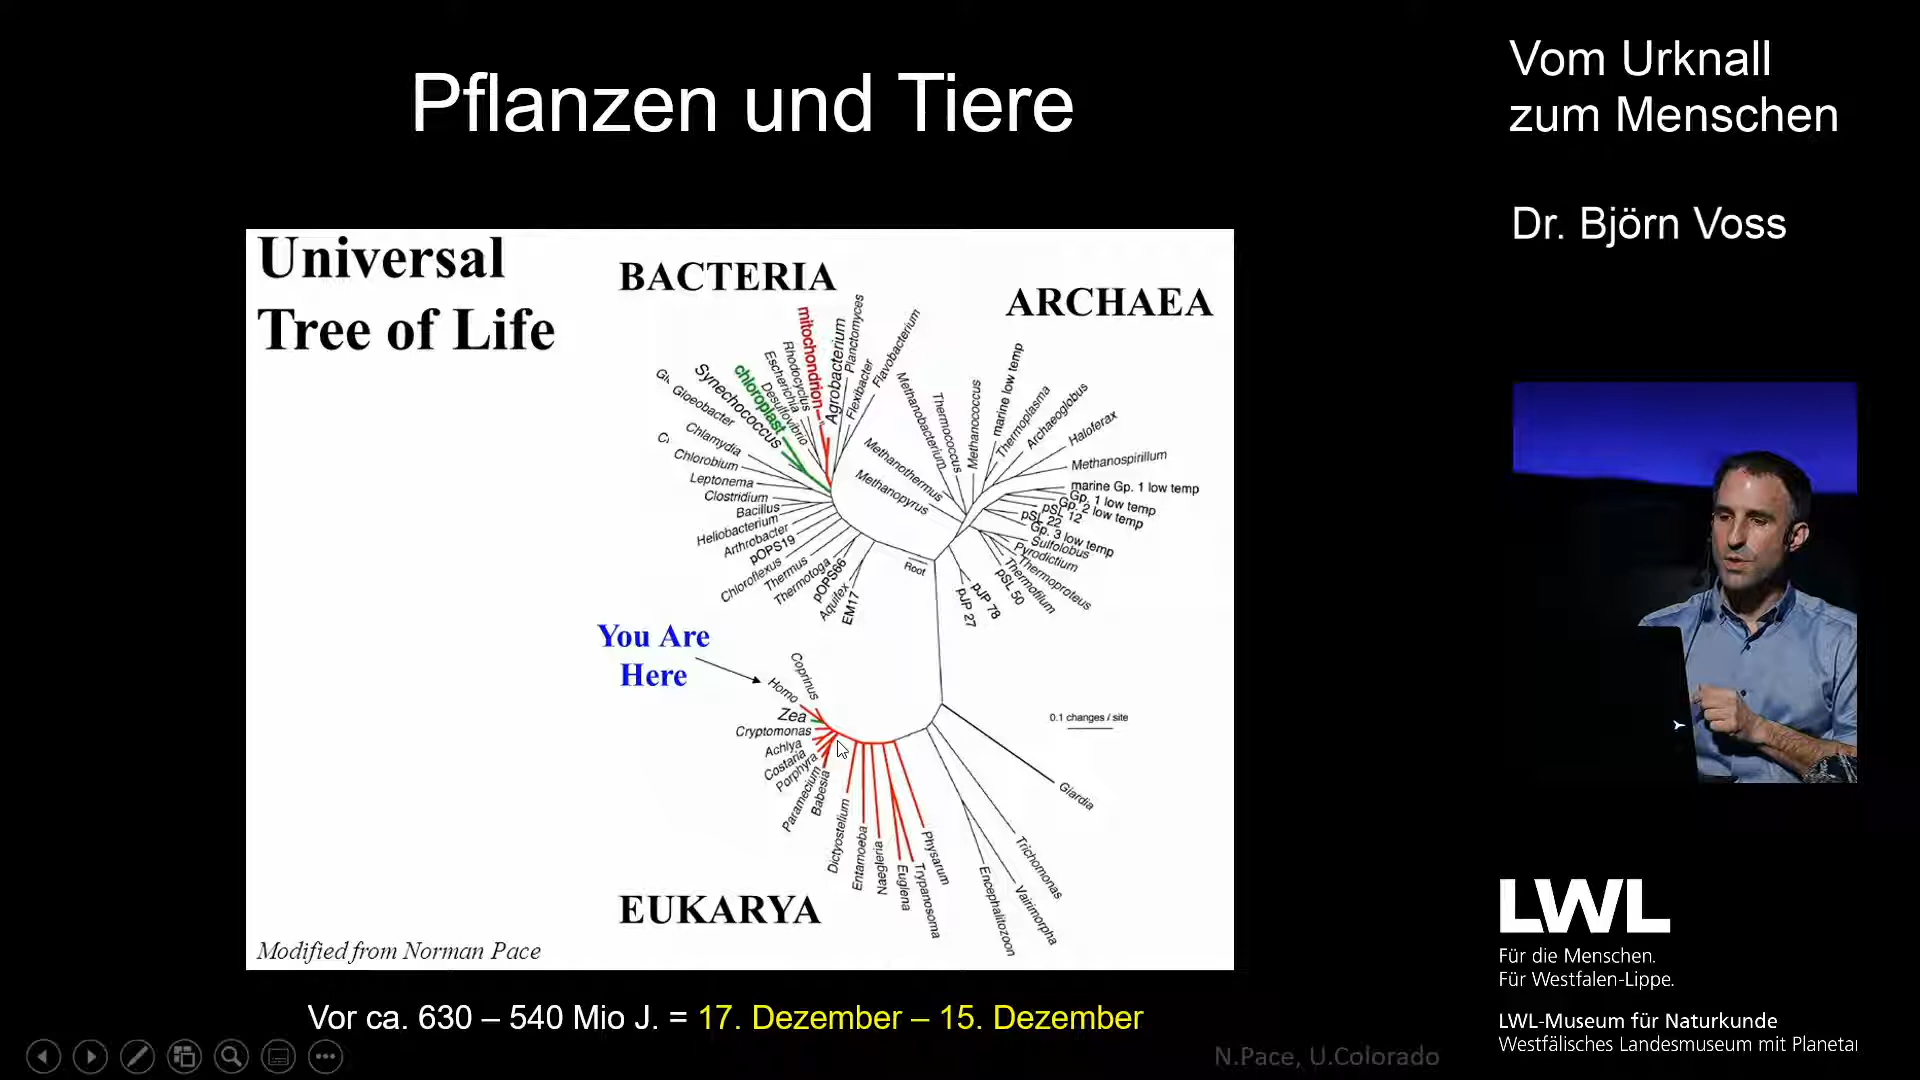 Pflanzen und Tiere
Vom Urknall
zum Menschen
Dr. Björn Voss
Universal
Tree of Life
BACTERIA
ARCHAEA
mitochondrion
Agrobacterium
Planctomyces
Flexibacter
Flavobacterium
Rhodocyclus
Escherichia
Desulfovibrio
chloroplast
Synechococcus
Gloeobacter
Chlamydia
Chlorobium
Leptonema
Clostridium
Bacillus
Heliobacterium
Arthrobacter
pOPS19
Chloroflexus
Thermus
Thermotoga
pOPS66
Aquifex
EM17
Root
Methanobacterium
Thermococcus
Methanococcus
marine low temp
Thermoplasma
Archaeoglobus
Haloferax
Methanospirillum
Methanothermus
Methanopyrus
marine Gp. 1 low temp
Gp. 1 low temp
Gp. 2 low temp
pSL 12
pSL 22
Gp. 3 low temp
Sulfolobus
Pyrodictium
Thermoproteus
Thermofilum
pSL 50
pJP 78
pJP 27
You Are
Here
Coprinus
Homo
Zea
Cryptomonas
Achlya
Costaria
Porphyra
Paramecium
Babesia
Dictyostelium
Entamoeba
Naegleria
Euglena
Trypanosoma
Physarum
Encephalitozoon
Vairimorpha
Trichomonas
Giardia
0.1 changes / site
EUKARYA
Modified from Norman Pace
Vor ca. 630 – 540 Mio J. = 17. Dezember – 15. Dezember
N.Pace, U.Colorado
LWL
Für die Menschen.
Für Westfalen-Lippe.
LWL-Museum für Naturkunde
Westfälisches Landesmuseum mit Planetar